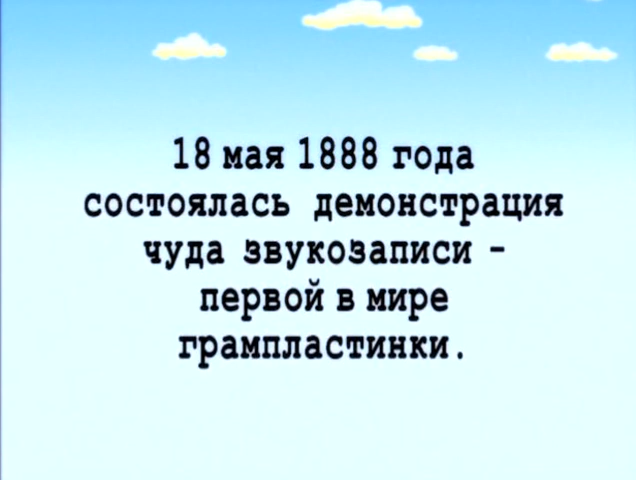 18 мая 1888 года
состоялась демонстрация
чуда звукозаписи -
первой в мире
грампластинки.